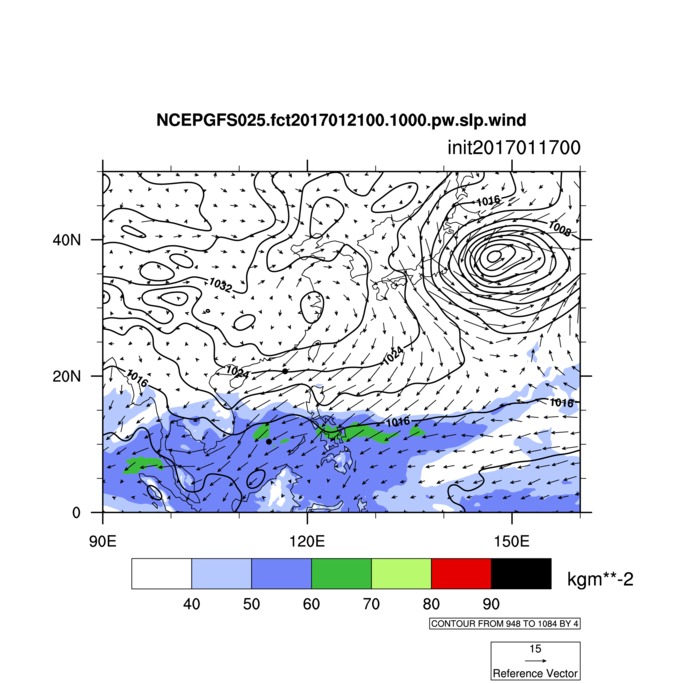 NCEPGFS025.fct2017012100.1000.pw.slp.wind
init2017011700
1016
1008
40N
1032
1024
1024
20N
1016
1016
1016
0
90E 120E 150E
kgm**-2
40 50 60 70 80 90
CONTOUR FROM 948 TO 1084 BY 4
15
Reference Vector